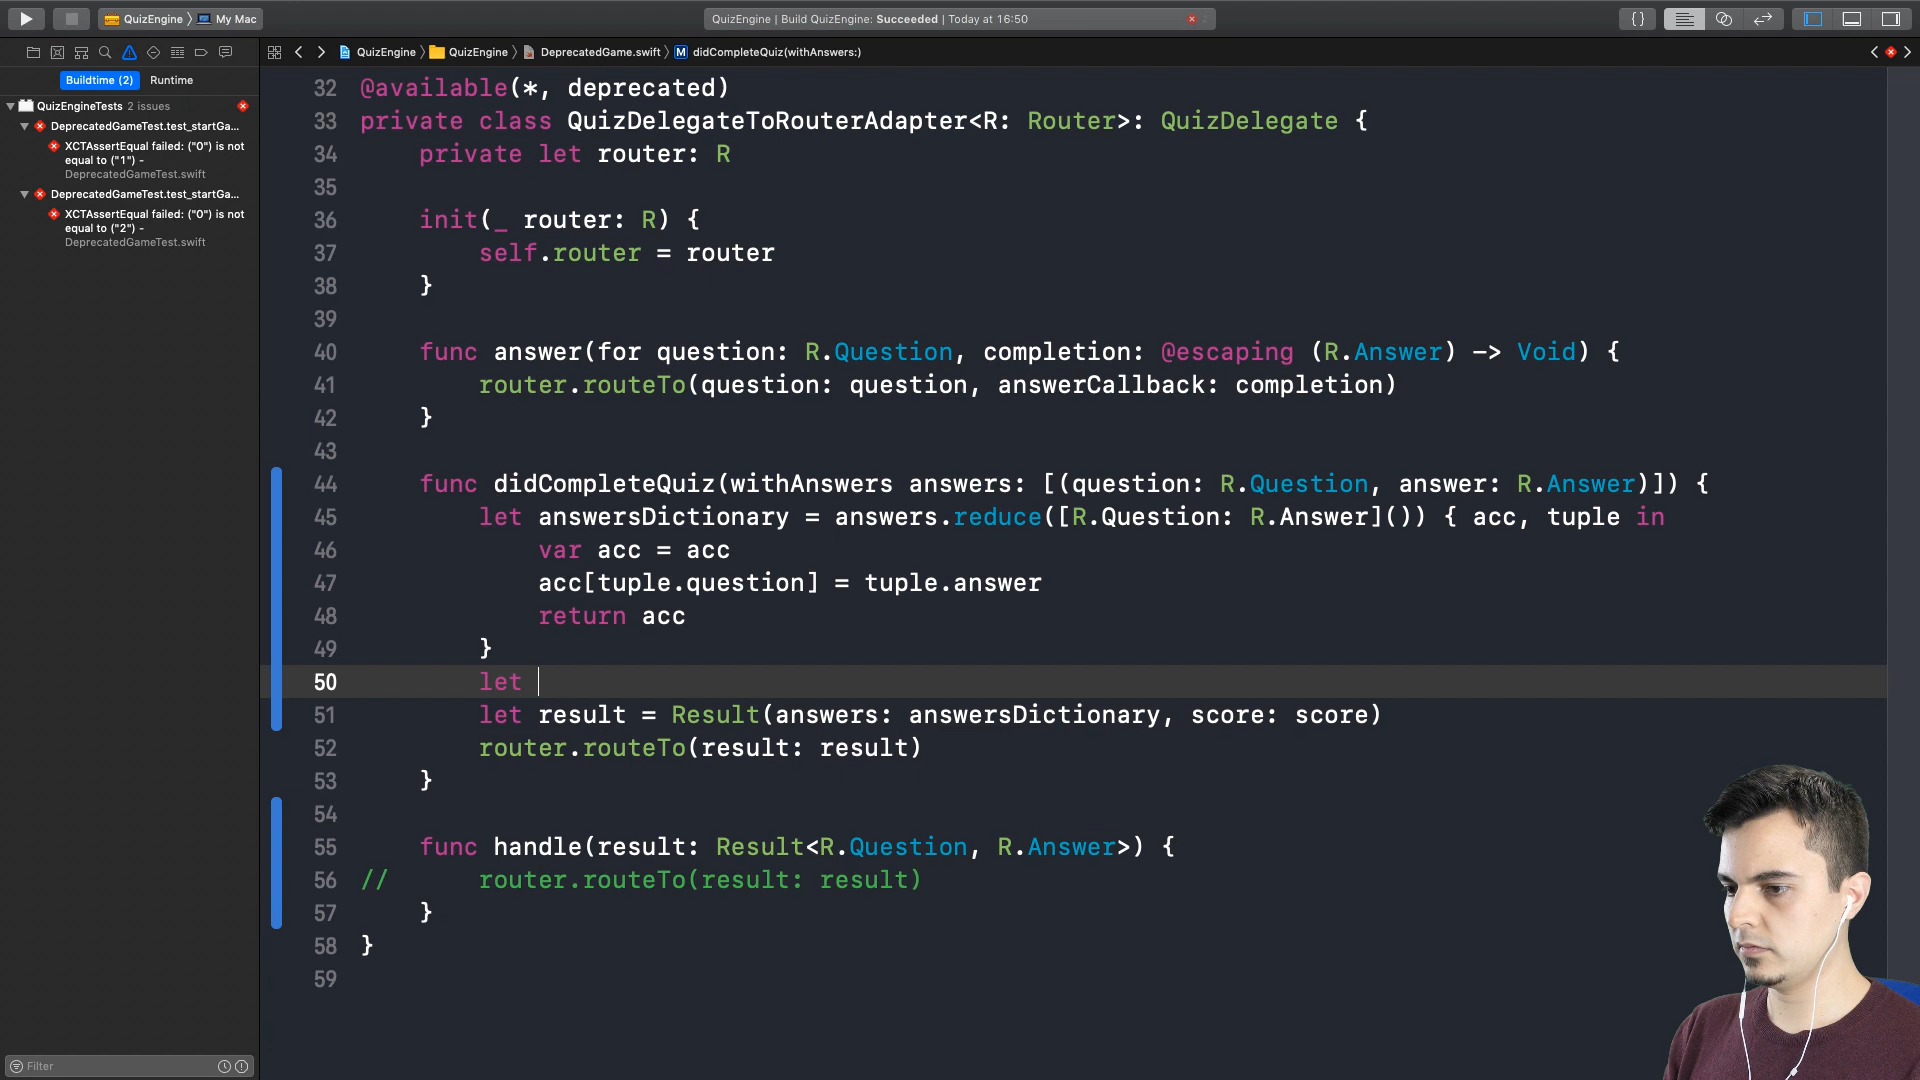 QuizEngine 〉 My Mac
QuizEngine | Build QuizEngine: Succeeded | Today at 16:50
QuizEngine 〉 QuizEngine 〉 DeprecatedGame.swift 〉 M didCompleteQuiz(withAnswers:)
Buildtime (2) Runtime
QuizEngineTests 2 issues
DeprecatedGameTest.test_startGa...
XCTAssertEqual failed: ("0") is not
equal to ("1") -
DeprecatedGameTest.swift
DeprecatedGameTest.test_startGa...
XCTAssertEqual failed: ("0") is not
equal to ("2") -
DeprecatedGameTest.swift
Filter
32 @available(*, deprecated)
33 private class QuizDelegateToRouterAdapter<R: Router>: QuizDelegate {
34     private let router: R
35
36     init(_ router: R) {
37         self.router = router
38     }
39
40     func answer(for question: R.Question, completion: @escaping (R.Answer) -> Void) {
41         router.routeTo(question: question, answerCallback: completion)
42     }
43
44     func didCompleteQuiz(withAnswers answers: [(question: R.Question, answer: R.Answer)]) {
45         let answersDictionary = answers.reduce([R.Question: R.Answer]()) { acc, tuple in
46             var acc = acc
47             acc[tuple.question] = tuple.answer
48             return acc
49         }
50         let
51         let result = Result(answers: answersDictionary, score: score)
52         router.routeTo(result: result)
53     }
54
55     func handle(result: Result<R.Question, R.Answer>) {
56 //      router.routeTo(result: result)
57     }
58 }
59